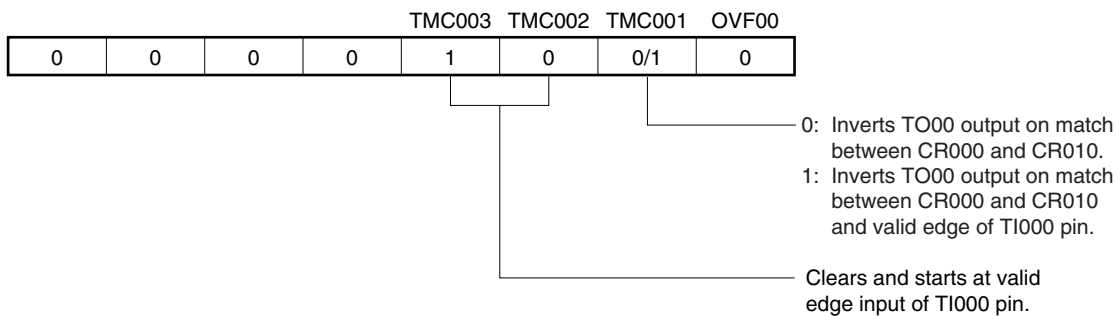 TMC003 TMC002 TMC001 OVF00
0 0 0 0 1 0 0/1 0
0: Inverts TO00 output on match
between CR000 and CR010.
1: Inverts TO00 output on match
between CR000 and CR010
and valid edge of TI000 pin.
Clears and starts at valid
edge input of TI000 pin.